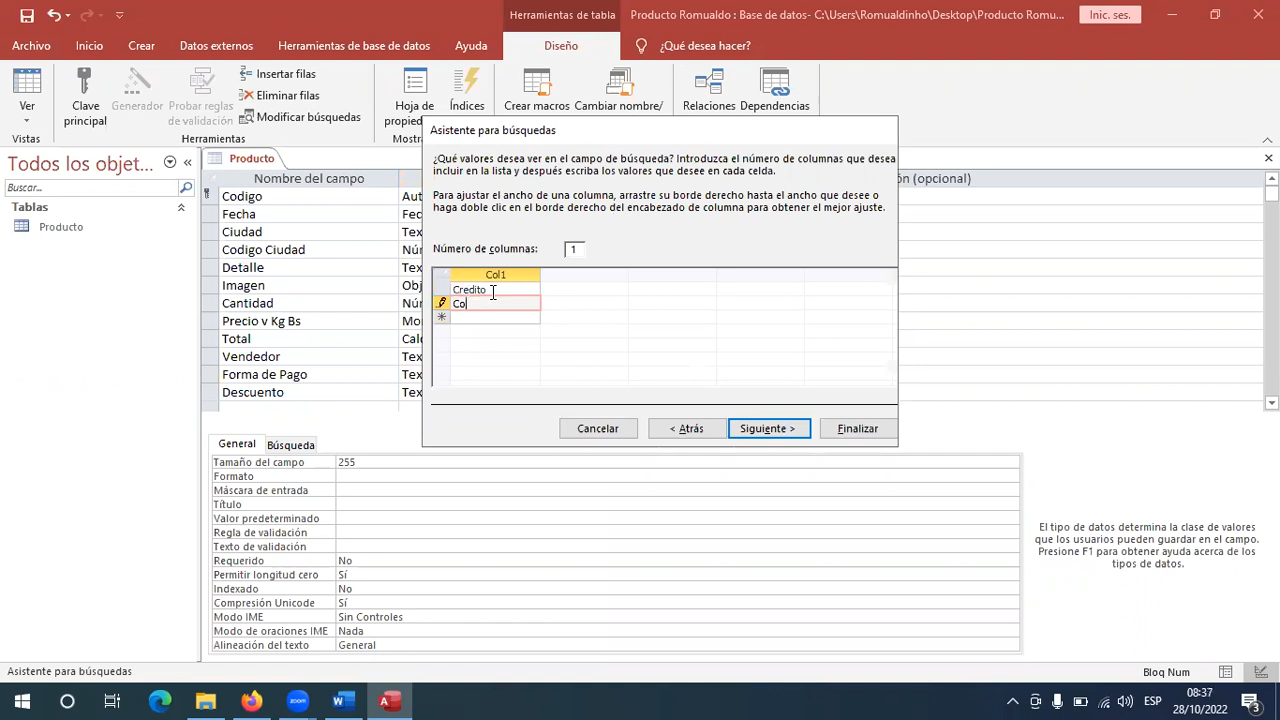 Herramientas de tabla
Producto Romualdo : Base de datos- C:\Users\Romualdinho\Desktop\Producto Romu...
Inic. ses.
Archivo
Inicio
Crear
Datos externos
Herramientas de base de datos
Ayuda
Diseño
¿Qué desea hacer?
Ver
Clave principal
Generador
Probar reglas de validación
Insertar filas
Eliminar filas
Modificar búsquedas
Hoja de propie
Índices
Crear macros
Cambiar nombre/
Relaciones
Dependencias
Vistas
Herramientas
Mostr
Todos los objet...
Buscar...
Tablas
Producto
Producto
Nombre del campo
ón (opcional)
Codigo
Aut
Fecha
Fec
Ciudad
Tex
Codigo Ciudad
Núr
Detalle
Tex
Imagen
Obj
Cantidad
Núr
Precio v Kg Bs
Mor
Total
Calc
Vendedor
Tex
Forma de Pago
Tex
Descuento
Tex
Asistente para búsquedas
¿Qué valores desea ver en el campo de búsqueda? Introduzca el número de columnas que desea
incluir en la lista y después escriba los valores que desee en cada celda.
Para ajustar el ancho de una columna, arrastre su borde derecho hasta el ancho que desee o
haga doble clic en el borde derecho del encabezado de columna para obtener el mejor ajuste.
Número de columnas:
1
Col1
Credito
Co
Cancelar
< Atrás
Siguiente >
Finalizar
General
Búsqueda
Tamaño del campo
255
Formato
Máscara de entrada
Título
Valor predeterminado
Regla de validación
Texto de validación
Requerido
No
Permitir longitud cero
Sí
Indexado
No
Compresión Unicode
Sí
Modo IME
Sin Controles
Modo de oraciones IME
Nada
Alineación del texto
General
El tipo de datos determina la clase de valores
que los usuarios pueden guardar en el campo.
Presione F1 para obtener ayuda acerca de los
tipos de datos.
Asistente para búsquedas
Bloq Num
zoom
ESP
08:37
28/10/2022
3